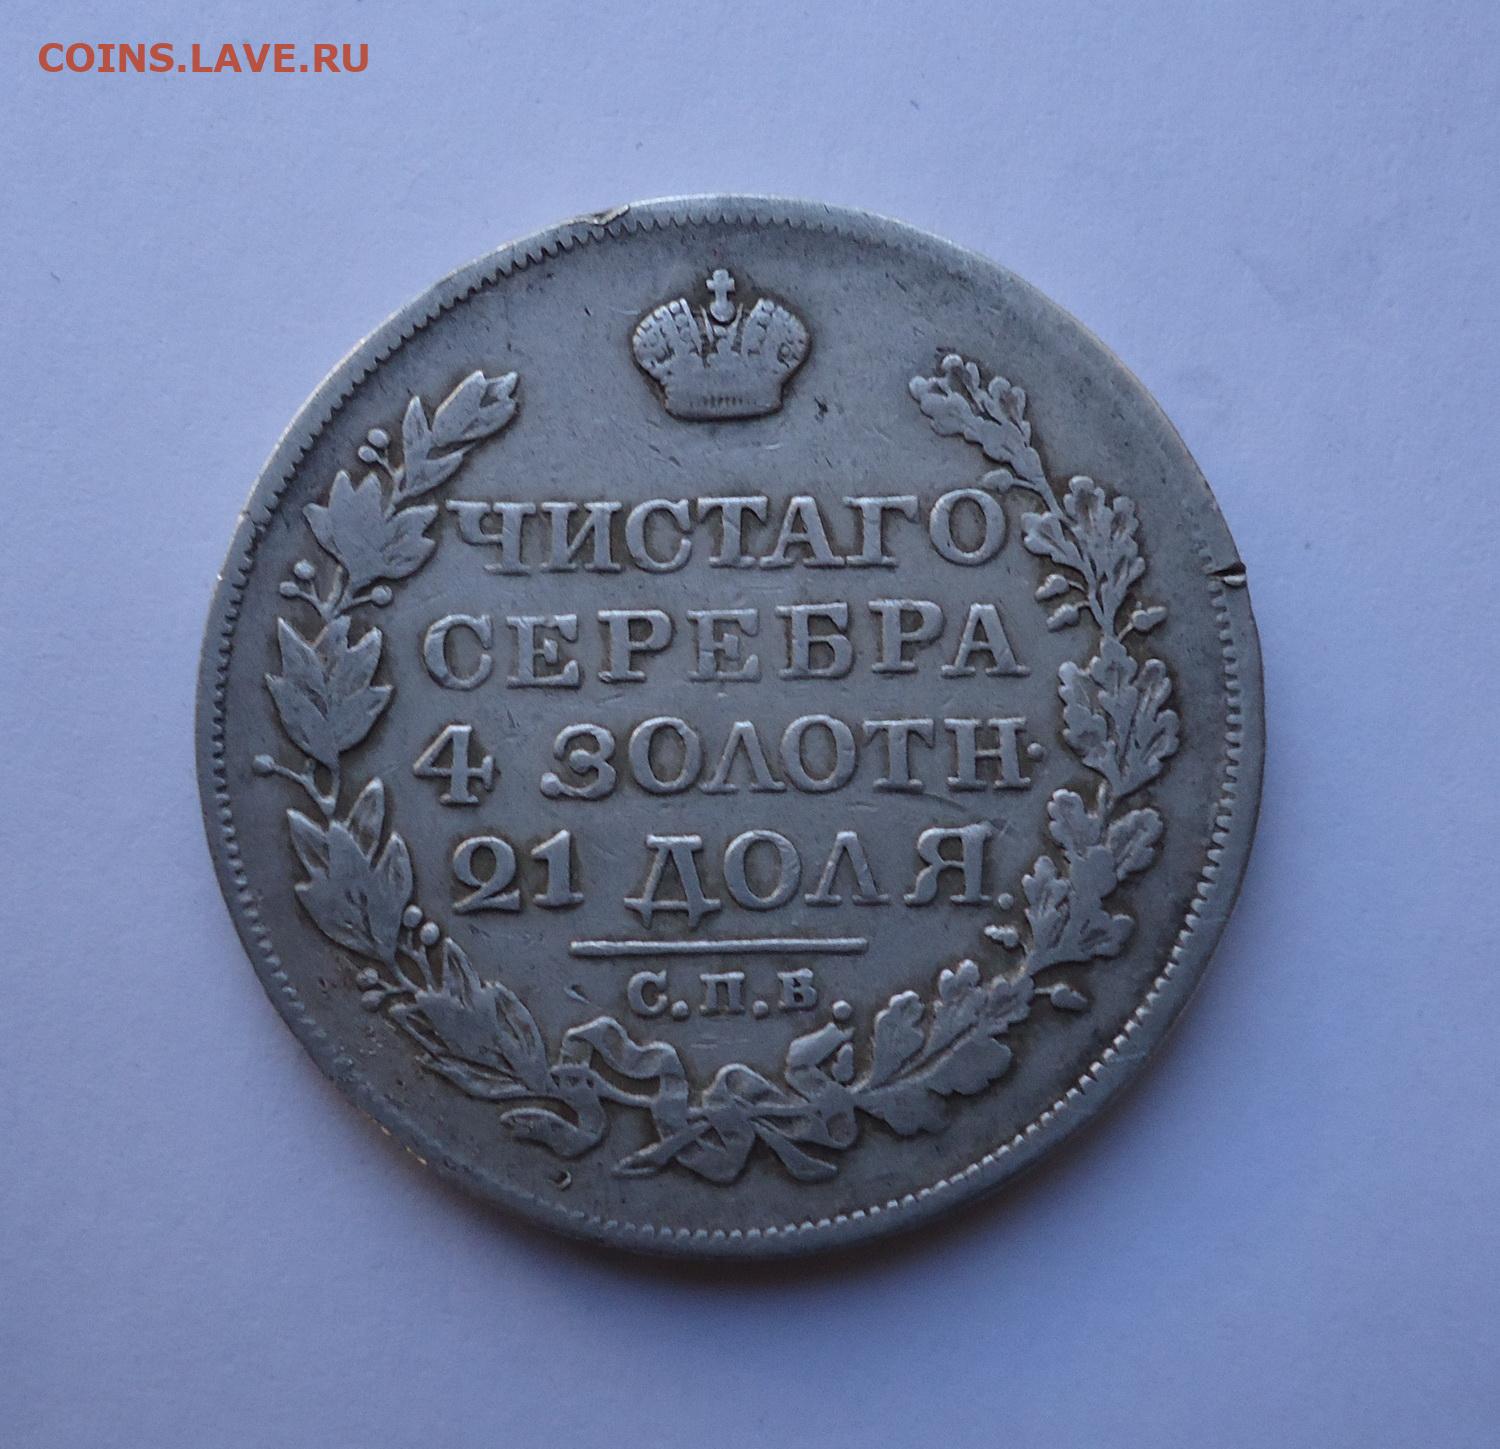 COINS.LAVE.RU
ЧИСТАГО
СЕРЕБРА
4 ЗОЛОТН·
21 ДОЛЯ.
С.П.Б.